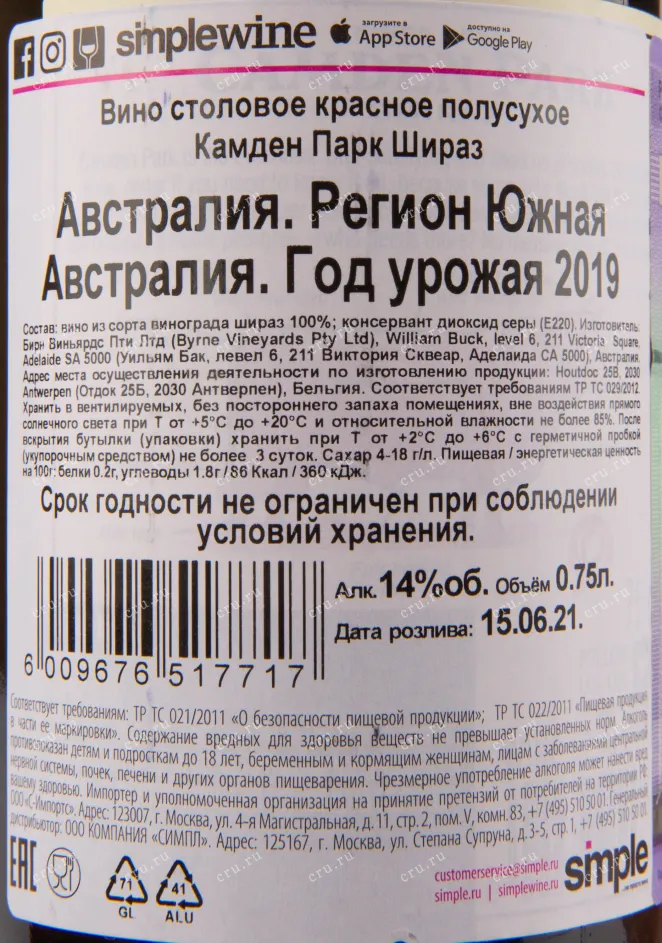 simplewine загрузите в App Store доступно на Google Play
Вино столовое красное полусухое
Камден Парк Шираз
Австралия. Регион Южная
Австралия. Год урожая 2019
Состав: вино из сорта винограда шираз 100%; консервант диоксид серы (Е220). Изготовитель:
Бирн Виньярдс Пти Лтд (Byrne Vineyards Pty Ltd), William Buck, level 6, 211 Victoria Square,
Adelaide SA 5000 (Уильям Бак, левел 6, 211 Виктория Сквеар, Аделаида СА 5000), Австралия.
Адрес места осуществления деятельности по изготовлению продукции: Houtdoc 25B, 2030
Antwerpen (Отдок 25Б, 2030 Антверпен), Бельгия. Соответствует требованиям ТР ТС 029/2012.
Хранить в вентилируемых, без постороннего запаха помещениях, вне воздействия прямого
солнечного света при Т от +5°С до +20°С и относительной влажности не более 85%. После
вскрытия бутылки (упаковки) хранить при Т от +2°С до +6°С с герметичной пробкой
(укупорочным средством) не более 3 суток. Сахар 4-18 г/л. Пищевая / энергетическая ценность
на 100г: белки 0.2г, углеводы 1.8г / 86 Ккал / 360 кДж.
Срок годности не ограничен при соблюдении
условий хранения.
Алк. 14%об. Объём 0.75л.
Дата розлива: 15.06.21.
6 009676 517717
Соответствует требованиям: ТР ТС 021/2011 «О безопасности пищевой продукции»; ТР ТС 022/2011 «Пищевая продукция
в части ее маркировки». Содержание вредных для здоровья веществ не превышает установленных норм. Алкоголь
противопоказан детям и подросткам до 18 лет, беременным и кормящим женщинам, лицам с заболеваниями центральной
нервной системы, почек, печени и других органов пищеварения. Чрезмерное употребление алкоголя может нанести вред
вашему здоровью. Импортер и уполномоченная организация на принятие претензий от потребителей на территории РФ:
ООО «С-Импортс». Адрес: 123007, г. Москва, ул. 4-я Магистральная, д.11, стр. 2, пом. V, комн. 83, +7 (495) 510 50 01. Генеральный
дистрибьютор: ООО КОМПАНИЯ «СИМПЛ». Адрес: 125167, г. Москва, ул. Степана Супруна, д. 3-5, стр. 1, +7 (495) 510 50 01.
EAC
71
GL
41
ALU
customerservice@simple.ru
simple.ru | simplewine.ru
simple